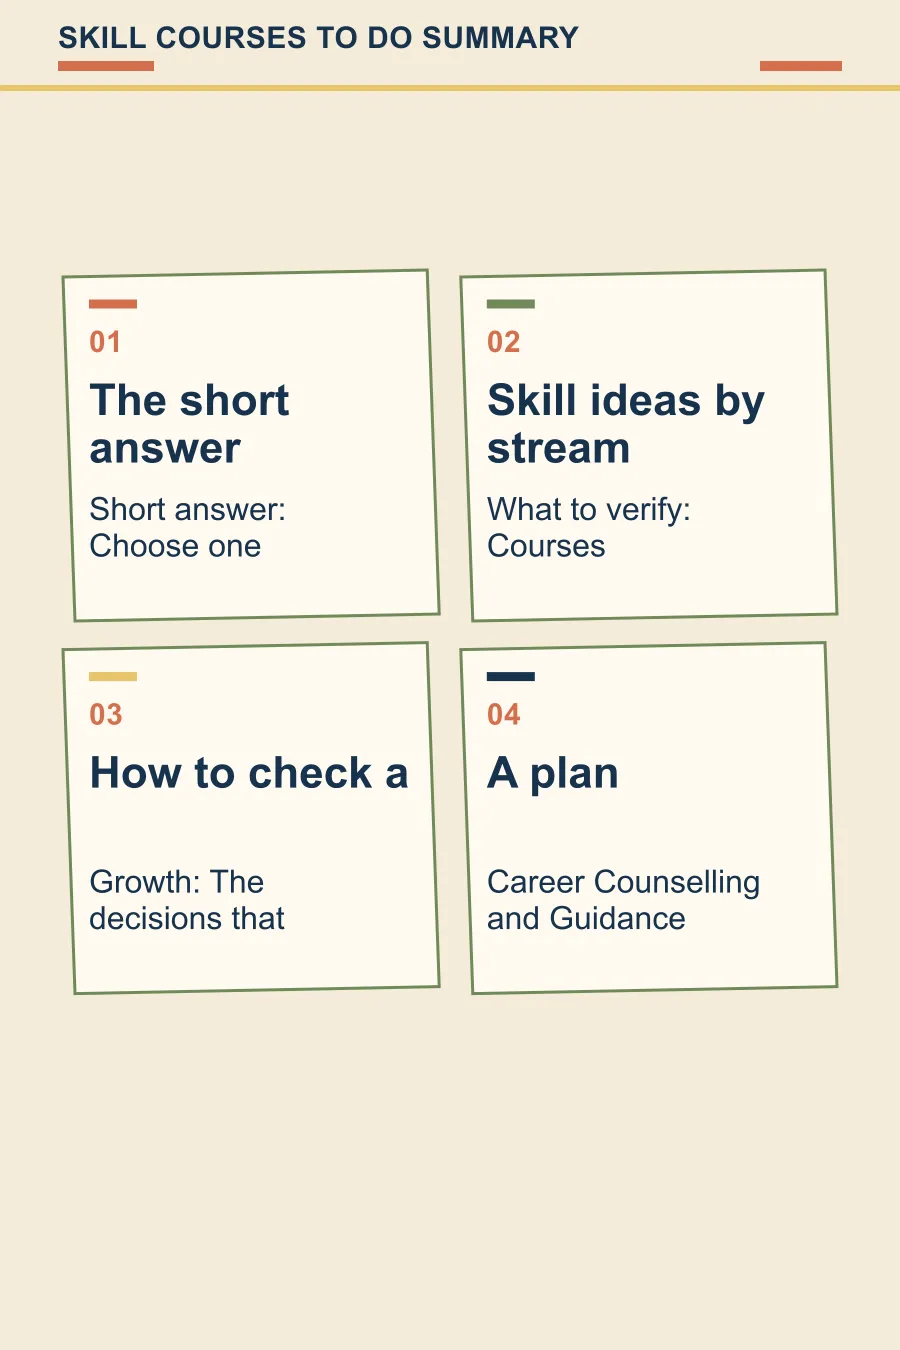 SKILL COURSES TO DO SUMMARY
01
The short
answer
Short answer:
Choose one
02
Skill ideas by
stream
What to verify:
Courses
03
How to check a
Growth: The
decisions that
04
A plan
Career Counselling
and Guidance